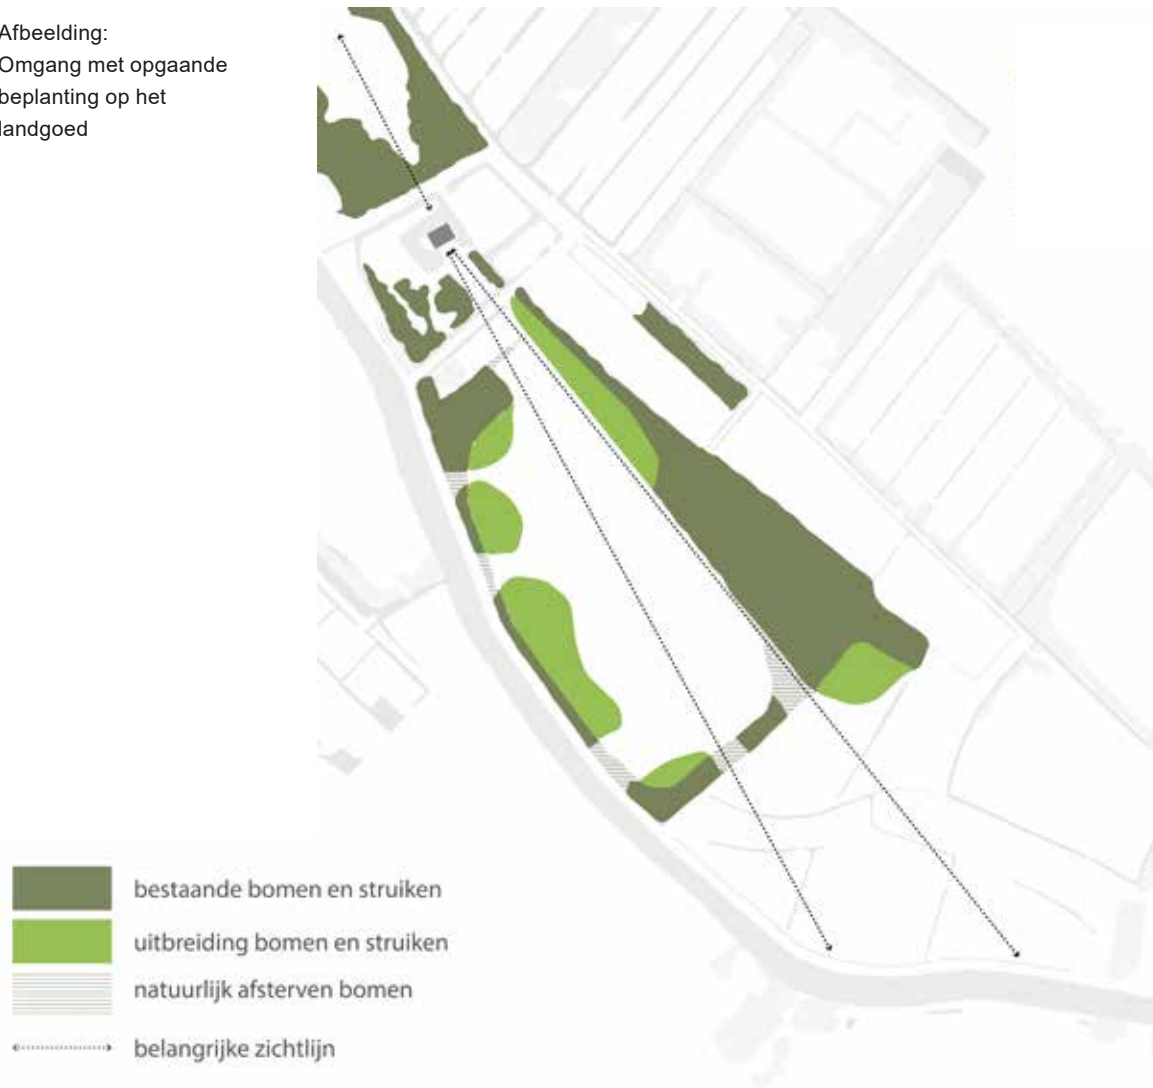 Afbeelding:
Omgang met opgaande
beplanting op het
landgoed
bestaande bomen en struiken
uitbreiding bomen en struiken
natuurlijk afsterven bomen
belangrijke zichtlijn